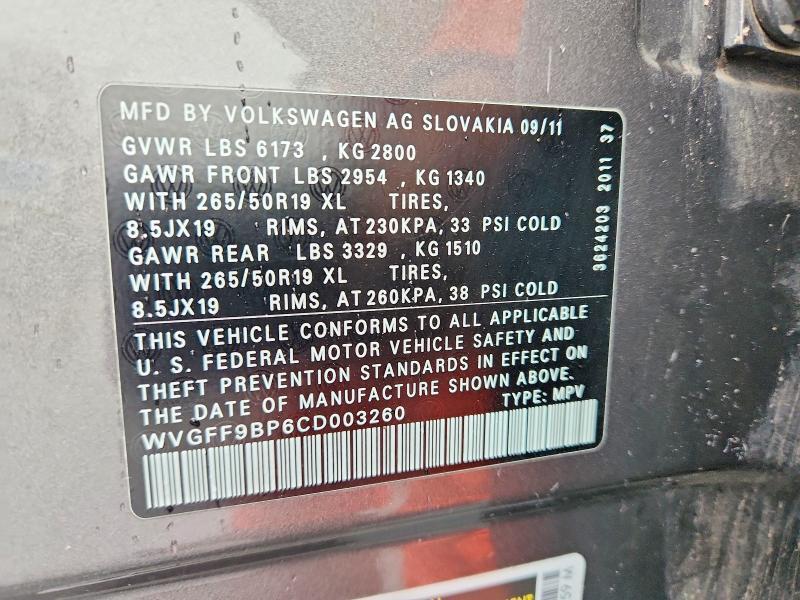 MFD BY VOLKSWAGEN AG SLOVAKIA 09/11
GVWR LBS 6173 , KG 2800
GAWR FRONT LBS 2954 , KG 1340
WITH 265/50R19 XL TIRES,
8.5JX19 RIMS, AT 230KPA, 33 PSI COLD
GAWR REAR LBS 3329 , KG 1510
WITH 265/50R19 XL TIRES,
8.5JX19 RIMS, AT 260KPA, 38 PSI COLD
THIS VEHICLE CONFORMS TO ALL APPLICABLE
U. S. FEDERAL MOTOR VEHICLE SAFETY AND
THEFT PREVENTION STANDARDS IN EFFECT ON
THE DATE OF MANUFACTURE SHOWN ABOVE.
WVGFF9BP6CD003260 TYPE: MPV
3624203 2011 37